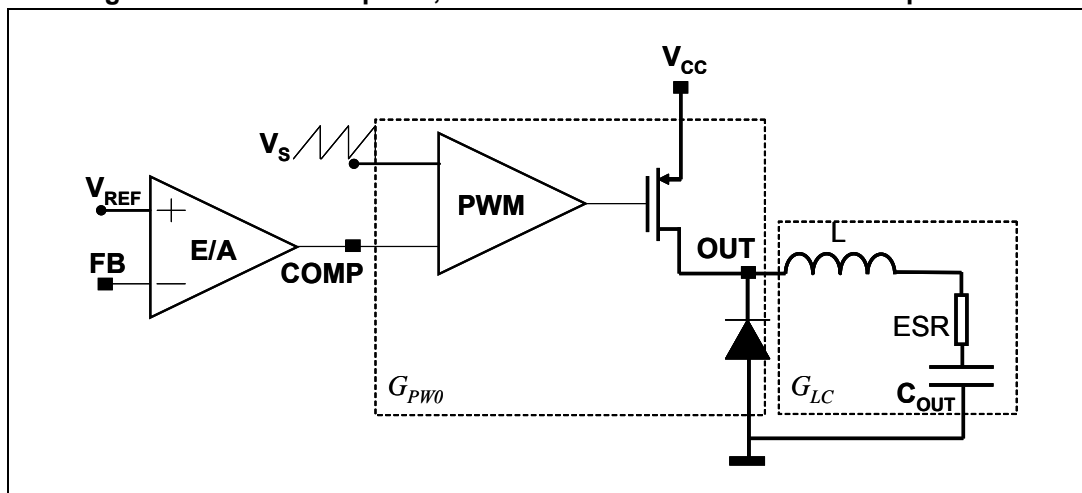 V_CC
V_S
V_REF
+
PWM
E/A
OUT
L
FB
−
COMP
ESR
G_PW0
G_LC
C_OUT